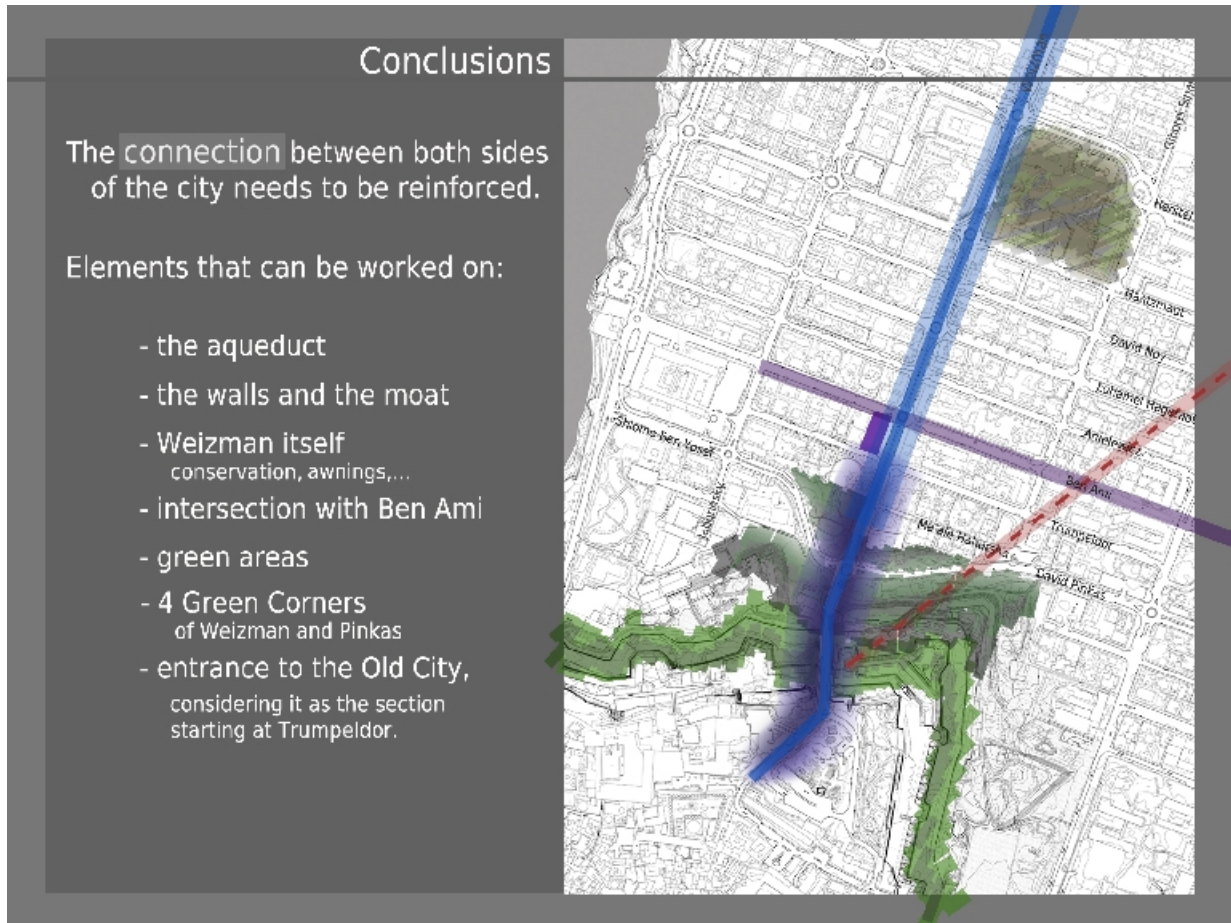 Conclusions
The connection between both sides
of the city needs to be reinforced.
Elements that can be worked on:
- the aqueduct
- the walls and the moat
- Weizman itself
conservation, awnings,...
- intersection with Ben Ami
- green areas
- 4 Green Corners
of Weizman and Pinkas
- entrance to the Old City,
considering it as the section
starting at Trumpeldor.
David Noy
Ben Ami
Trumpeldor
David Pinkas
Shlomo Ben Yosef